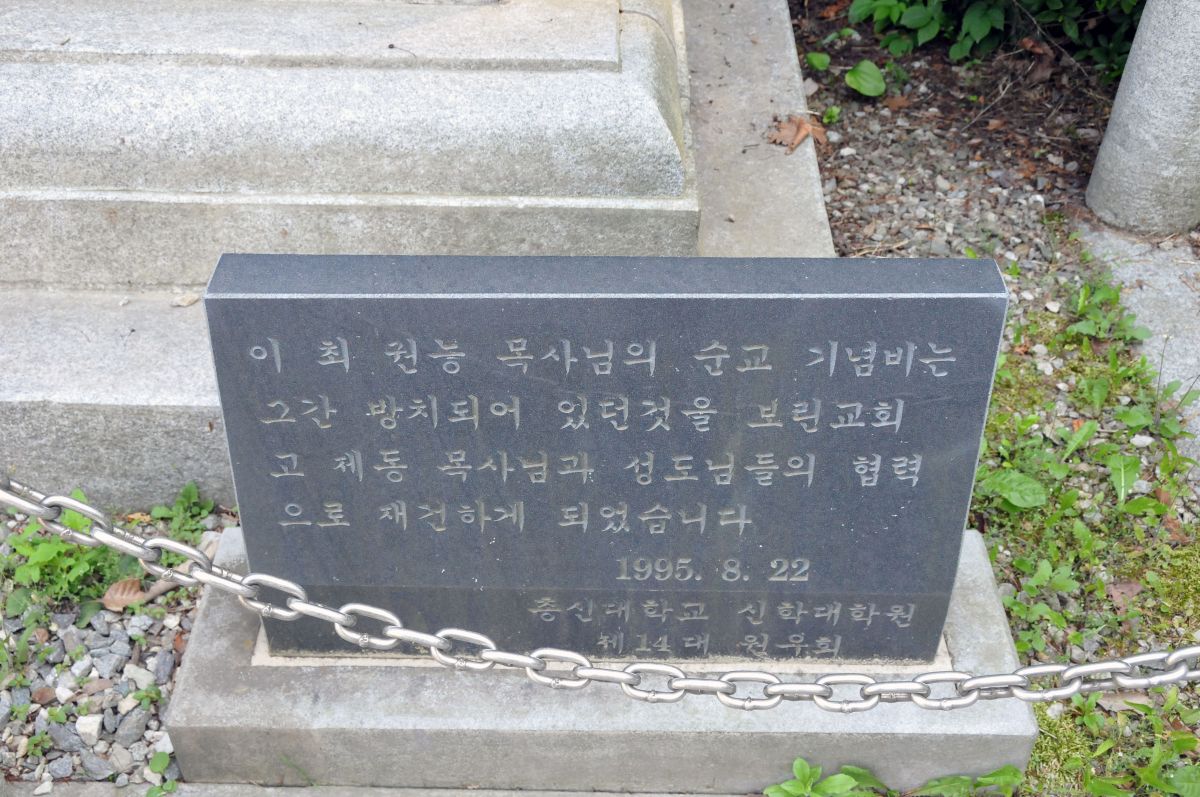 이 최 권능 목사님의 순교 기념비는
그간 방치되어 있던것을 보린교회
고 제동 목사님과 성도님들의 협력
으로 재건하게 되었습니다
1995. 8. 22
총신대학교 신학대학원
제14대 원우회